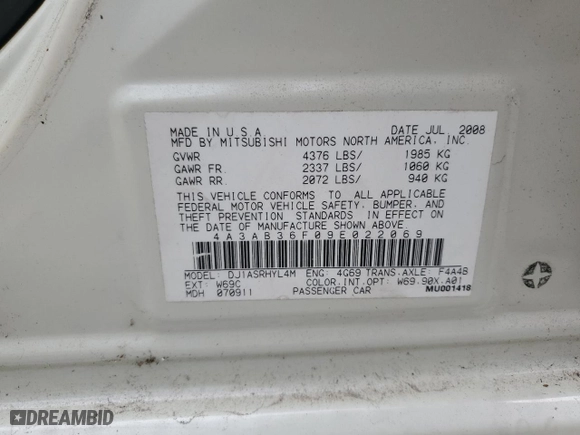 MADE IN U S A DATE JUL. 2008
MFD BY MITSUBISHI MOTORS NORTH AMERICA, INC.
GVWR 4376 LBS/ 1985 KG
GAWR FR. 2337 LBS/ 1060 KG
GAWR RR. 2072 LBS/ 940 KG
THIS VEHICLE CONFORMS TO ALL APPLICABLE
FEDERAL MOTOR VEHICLE SAFETY, BUMPER, AND
THEFT PREVENTION STANDARDS IN EFFECT ON
THE DATE OF MANUFACTURE SHOWN ABOVE.
4A3AB36F09E022069
MODEL: DJ1ASRHYL4M ENG: 4G69 TRANS.AXLE: F4A4B
EXT: W69C COLOR.INT.OPT: W69.90X.A01
MDH 070911 PASSENGER CAR MU001418
DREAMBID